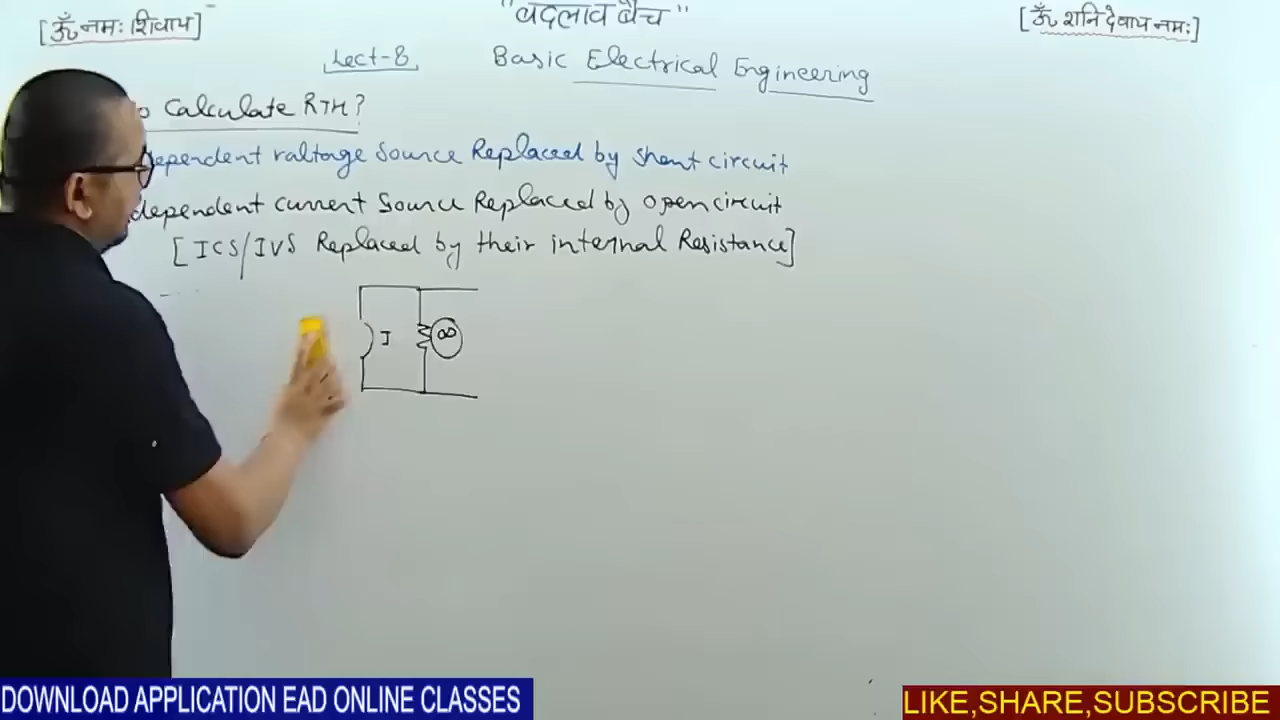 "बदलाव बैच"
[ॐ नमः शिवाय]
[ॐ शनि देवाय नमः]
Lect-8
Basic Electrical Engineering
Calculate RTH?
dependent valtage Source Replaced by short circuit
dependent current Source Replaced by open circuit
[ICS/IVS Replaced by their internal Resistance]
I
∞
DOWNLOAD APPLICATION EAD ONLINE CLASSES
LIKE,SHARE,SUBSCRIBE